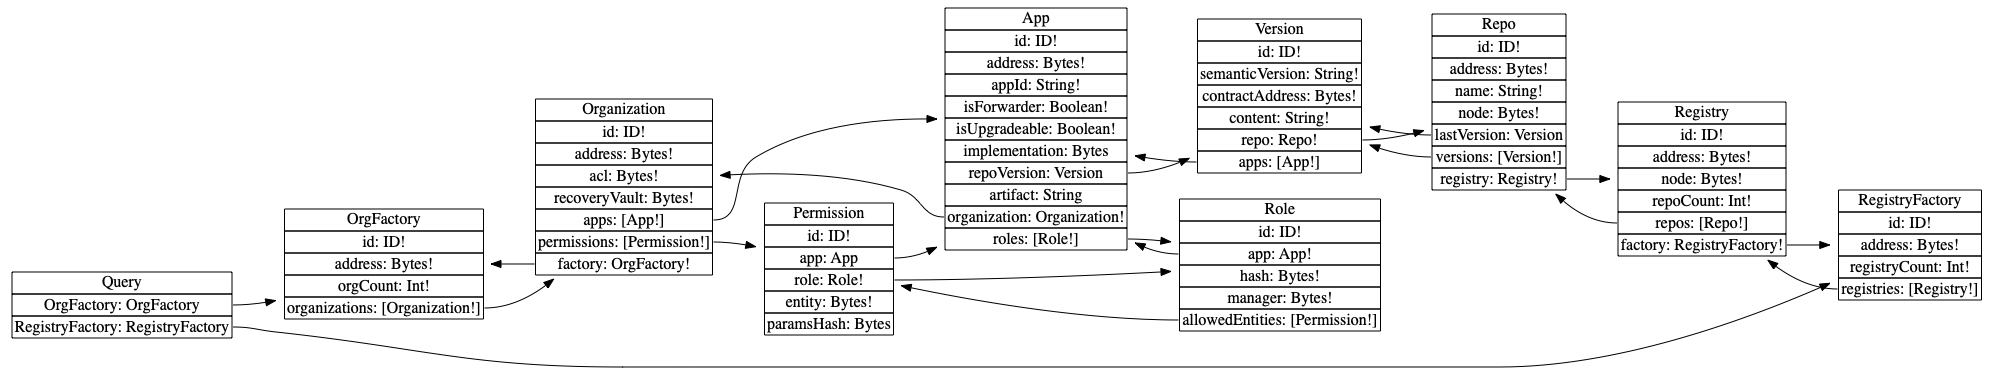 Query
OrgFactory: OrgFactory
RegistryFactory: RegistryFactory
OrgFactory
id: ID!
address: Bytes!
orgCount: Int!
organizations: [Organization!]
Organization
id: ID!
address: Bytes!
acl: Bytes!
recoveryVault: Bytes!
apps: [App!]
permissions: [Permission!]
factory: OrgFactory!
Permission
id: ID!
app: App
role: Role!
entity: Bytes!
paramsHash: Bytes
App
id: ID!
address: Bytes!
appId: String!
isForwarder: Boolean!
isUpgradeable: Boolean!
implementation: Bytes
repoVersion: Version
artifact: String
organization: Organization!
roles: [Role!]
Version
id: ID!
semanticVersion: String!
contractAddress: Bytes!
content: String!
repo: Repo!
apps: [App!]
Role
id: ID!
app: App!
hash: Bytes!
manager: Bytes!
allowedEntities: [Permission!]
Repo
id: ID!
address: Bytes!
name: String!
node: Bytes!
lastVersion: Version
versions: [Version!]
registry: Registry!
Registry
id: ID!
address: Bytes!
node: Bytes!
repoCount: Int!
repos: [Repo!]
factory: RegistryFactory!
RegistryFactory
id: ID!
address: Bytes!
registryCount: Int!
registries: [Registry!]